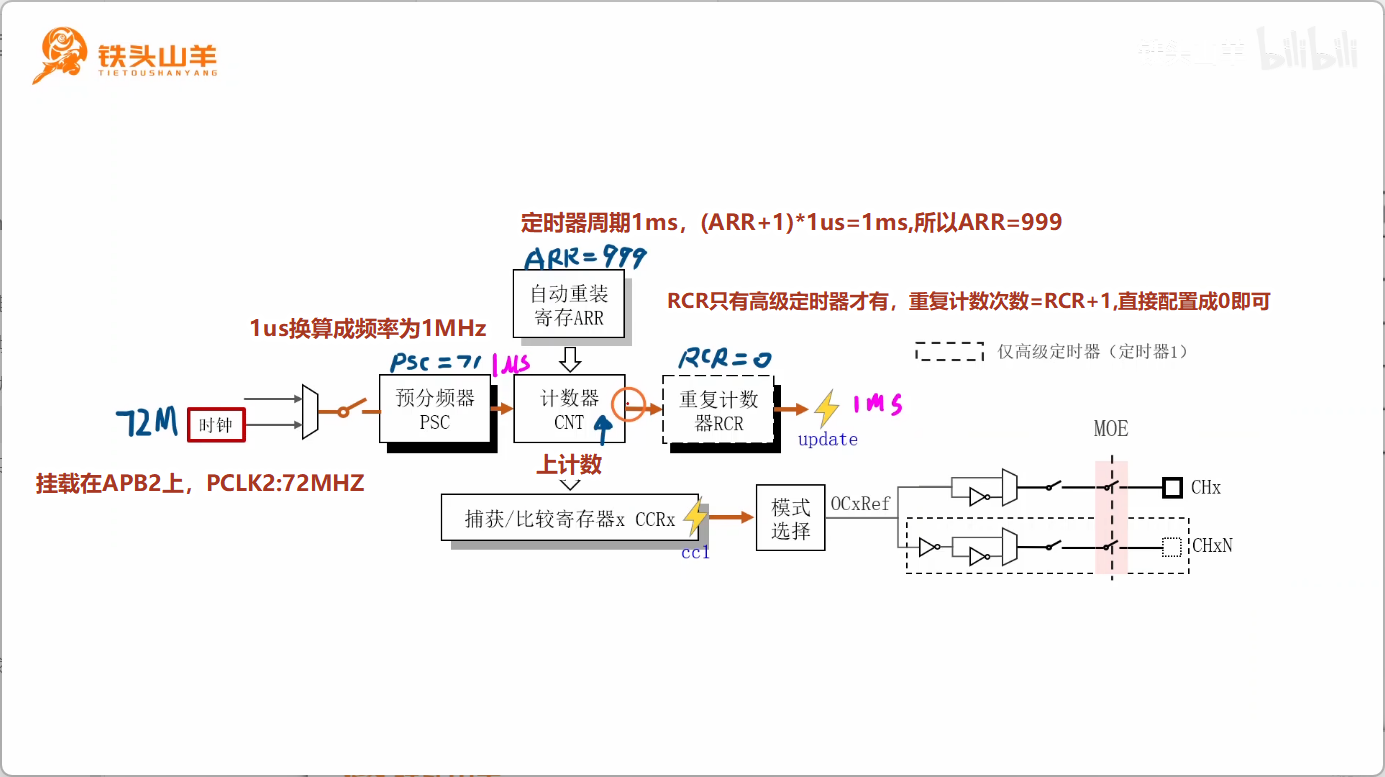 铁头山羊
TIETOUSHANYANG
bilibili
定时器周期1ms，(ARR+1)*1us=1ms,所以ARR=999
ARR=999
自动重装
寄存ARR
RCR只有高级定时器才有，重复计数次数=RCR+1,直接配置成0即可
1us换算成频率为1MHz
仅高级定时器（定时器1）
PSC=71
1μs
RCR=0
预分频器
PSC
计数器
CNT
重复计数
器RCR
1MS
72M
时钟
update
MOE
上计数
挂载在APB2上，PCLK2:72MHZ
捕获/比较寄存器x CCRx
cc1
模式
选择
OCxRef
CHx
CHxN